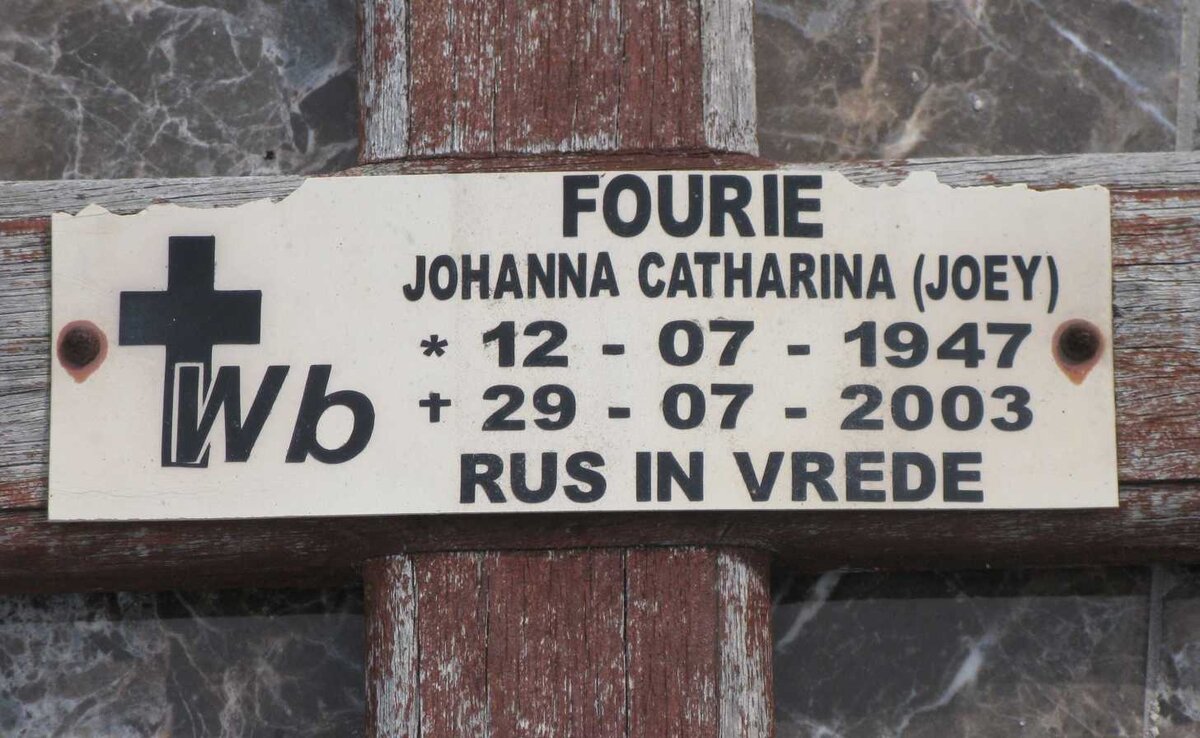 FOURIE
JOHANNA CATHARINA (JOEY)
* 12 - 07 - 1947
✝ 29 - 07 - 2003
Wb
RUS IN VREDE